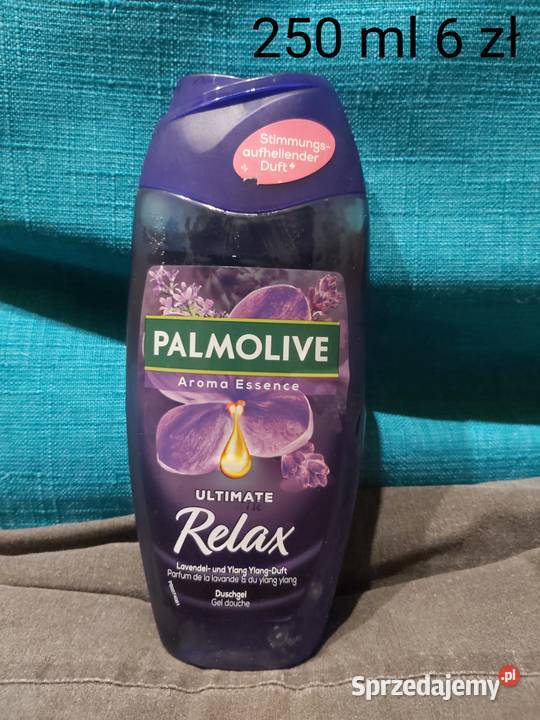 250 ml 6 zł
Stimmungs-
aufhellender
Duft
PALMOLIVE
Aroma Essence
ULTIMATE
Relax
Lavendel- und Ylang Ylang-Duft
Parfum de la lavande & du ylang ylang
Duschgel
Gel douche
Sprzedajemy.pl